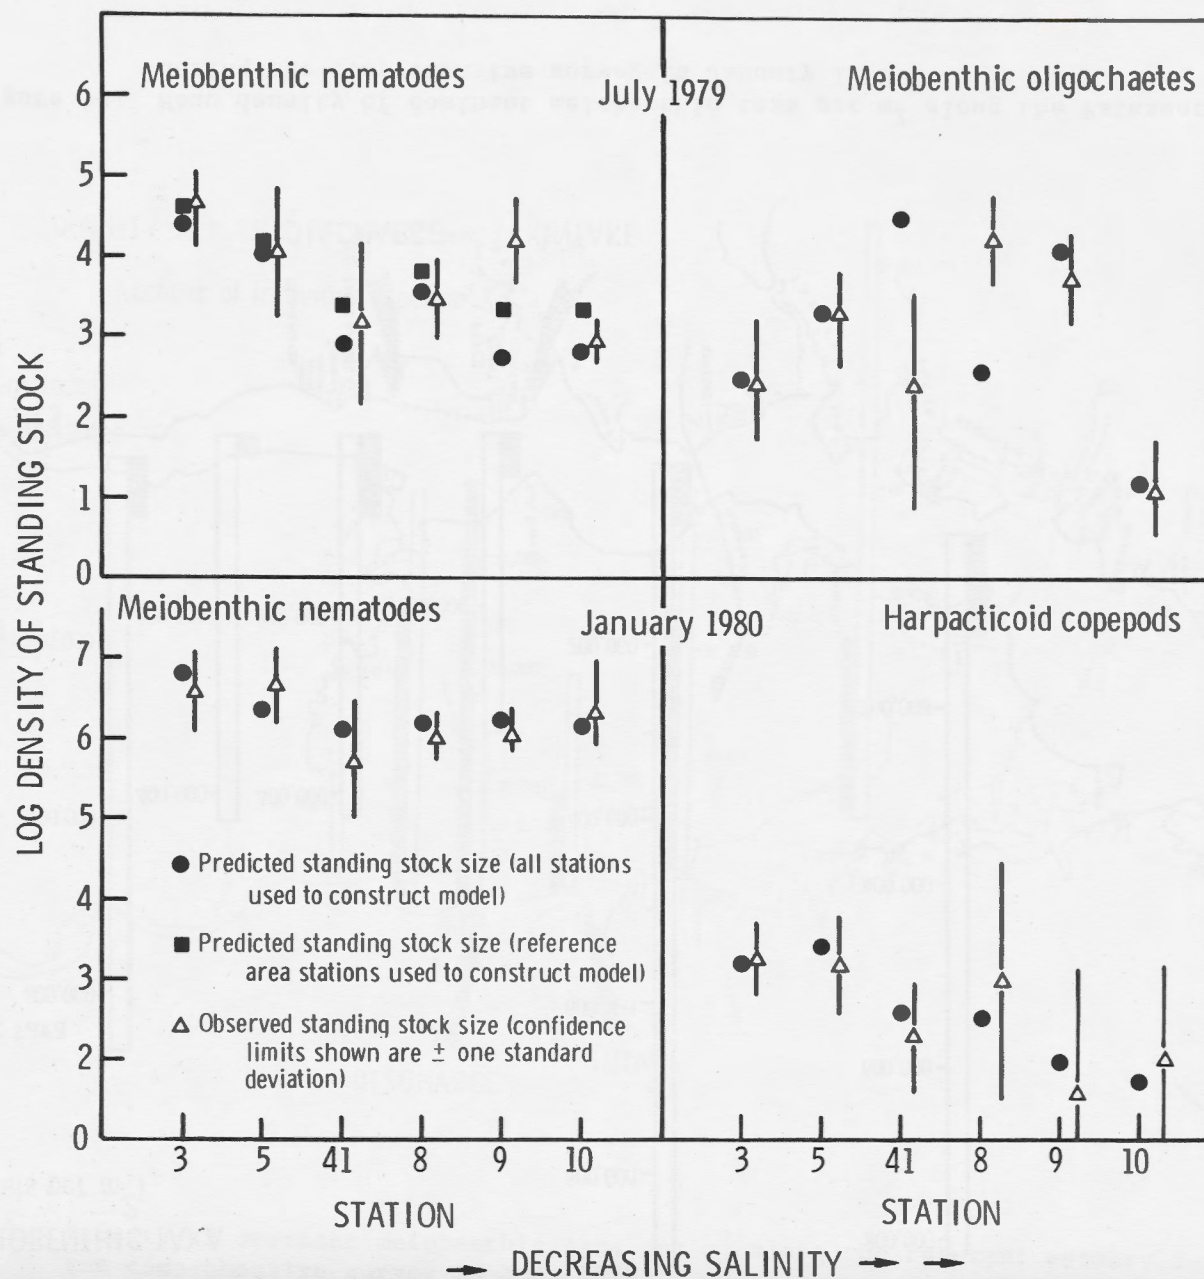 Meiobenthic nematodes
July 1979
Meiobenthic oligochaetes
6
5
4
3
2
1
0
LOG DENSITY OF STANDING STOCK
Meiobenthic nematodes
January 1980
Harpacticoid copepods
7
6
5
4
3
2
0
● Predicted standing stock size (all stations
used to construct model)
■ Predicted standing stock size (reference
area stations used to construct model)
△ Observed standing stock size (confidence
limits shown are ± one standard
deviation)
3 5 41 8 9 10
3 5 41 8 9 10
STATION
STATION
→ DECREASING SALINITY → →